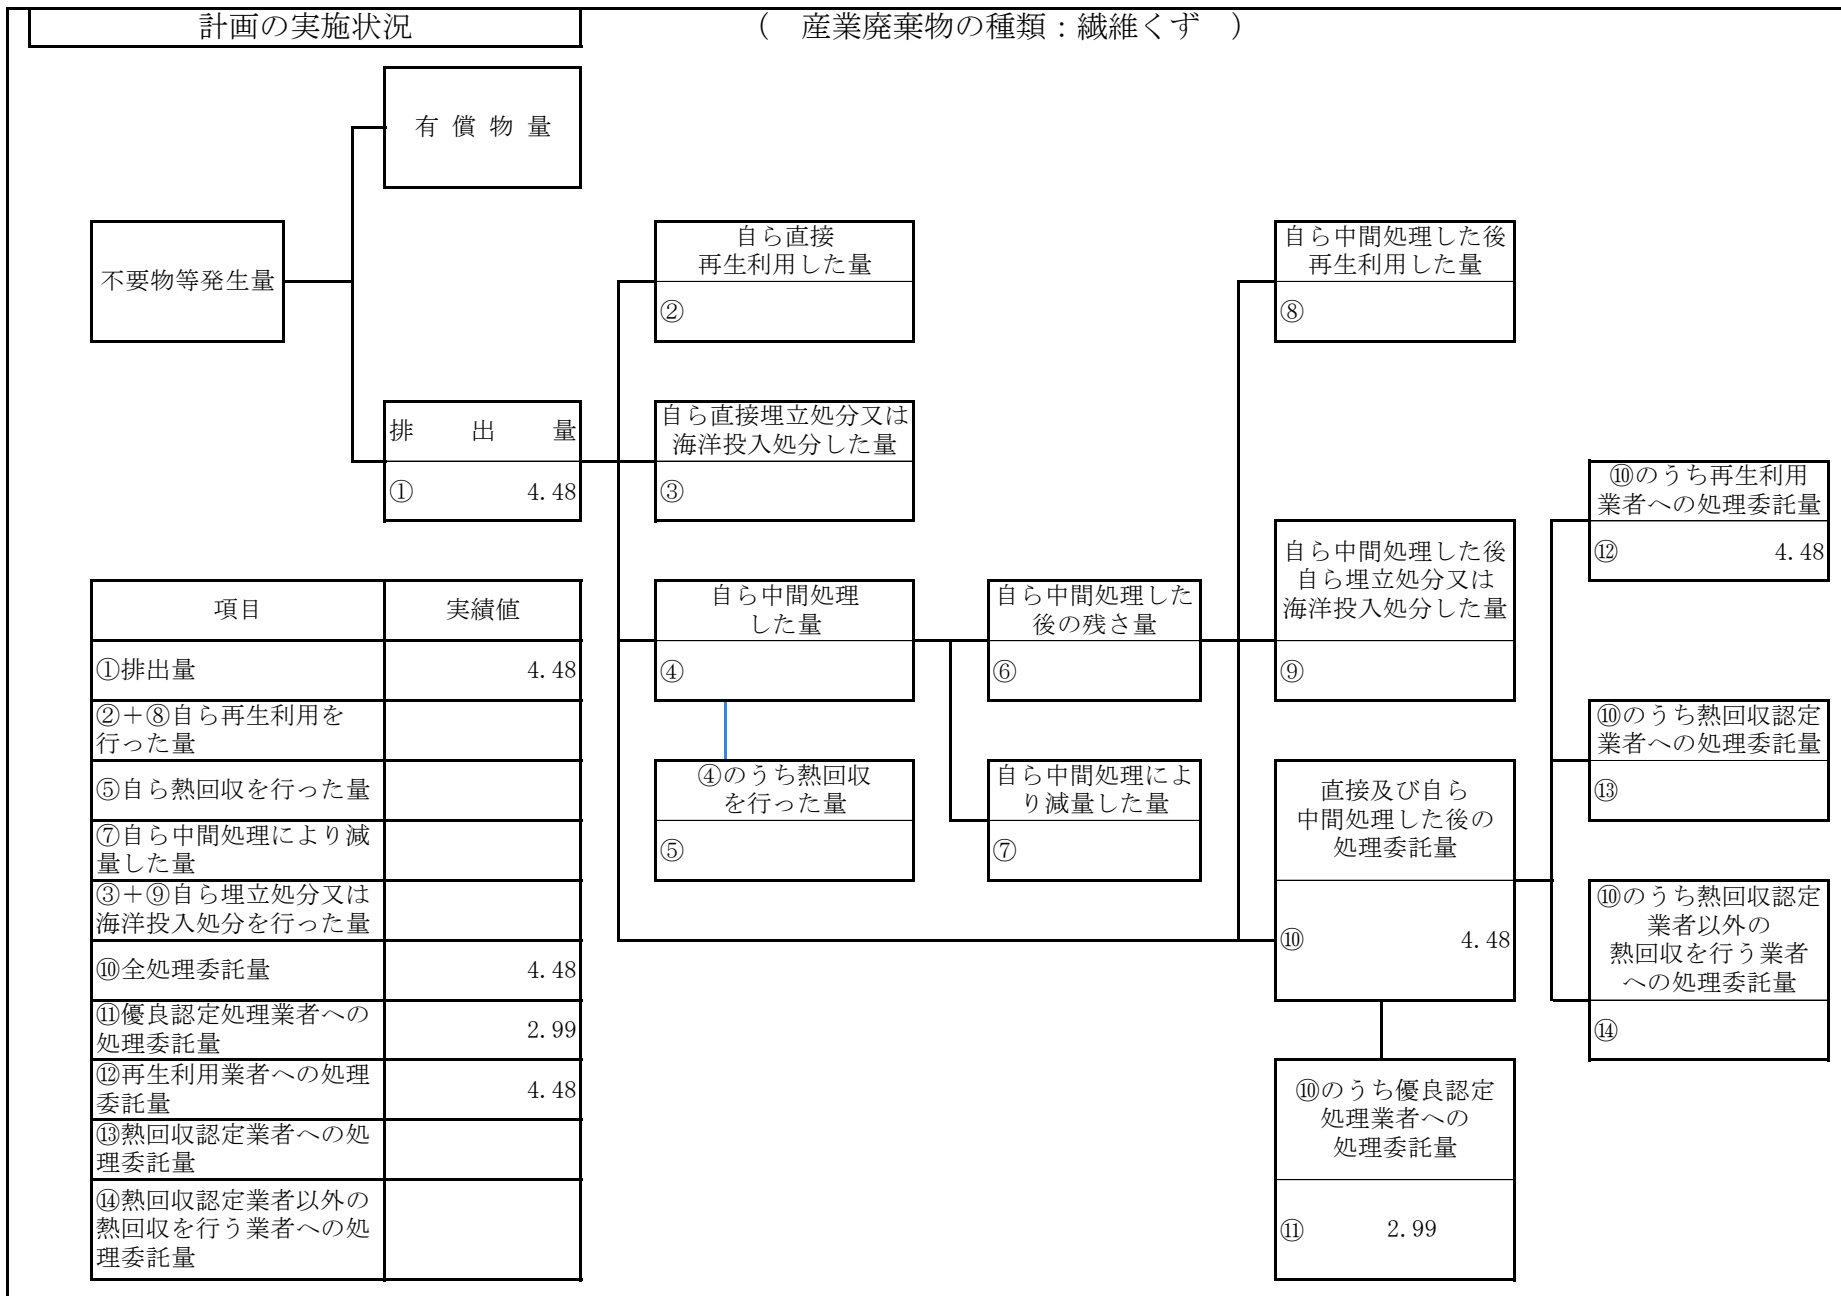 計画の実施状況
（　産業廃棄物の種類：繊維くず　）
有 償 物 量
不要物等発生量
自ら直接
再生利用した量
②
自ら中間処理した後
再生利用した量
⑧
排　出　量
① 4.48
自ら直接埋立処分又は
海洋投入処分した量
③
⑩のうち再生利用
業者への処理委託量
⑫ 4.48
自ら中間処理した後
自ら埋立処分又は
海洋投入処分した量
⑨
自ら中間処理
した量
④
自ら中間処理した
後の残さ量
⑥
⑩のうち熱回収認定
業者への処理委託量
⑬
④のうち熱回収
を行った量
⑤
自ら中間処理によ
り減量した量
⑦
直接及び自ら
中間処理した後の
処理委託量
⑩ 4.48
⑩のうち熱回収認定
業者以外の
熱回収を行う業者
への処理委託量
⑭
⑩のうち優良認定
処理業者への
処理委託量
⑪ 2.99
項目 実績値
①排出量 4.48
②＋⑧自ら再生利用を
行った量
⑤自ら熱回収を行った量
⑦自ら中間処理により減
量した量
③＋⑨自ら埋立処分又は
海洋投入処分を行った量
⑩全処理委託量 4.48
⑪優良認定処理業者への
処理委託量 2.99
⑫再生利用業者への処理
委託量 4.48
⑬熱回収認定業者への処
理委託量
⑭熱回収認定業者以外の
熱回収を行う業者への処
理委託量